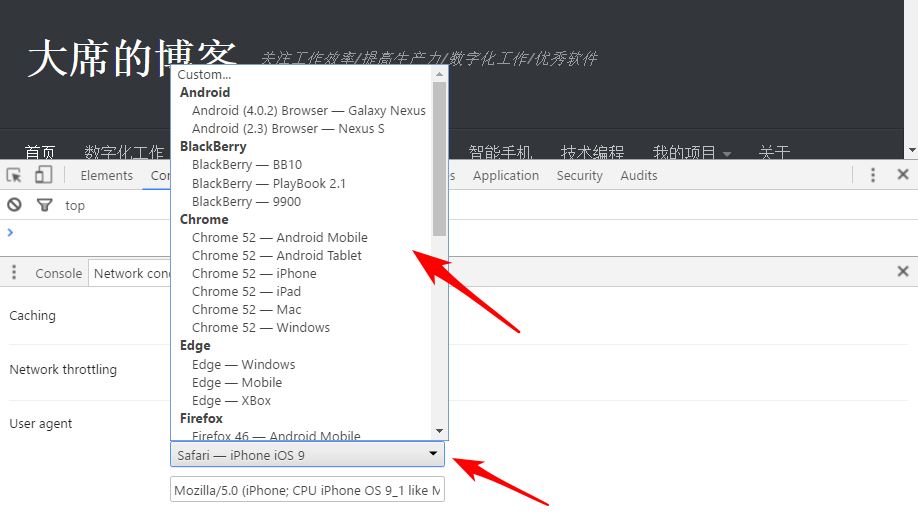 大席的博客
关注工作效率/提高生产力/数字化工作/优秀软件
Custom...
Android
Android (4.0.2) Browser — Galaxy Nexus
Android (2.3) Browser — Nexus S
首页 数字化工作 智能手机 技术编程 我的项目 关于
BlackBerry
BlackBerry — BB10
Elements Application Security Audits
BlackBerry — PlayBook 2.1
BlackBerry — 9900
top
Chrome
Chrome 52 — Android Mobile
Chrome 52 — Android Tablet
Console Network
Chrome 52 — iPhone
Chrome 52 — iPad
Chrome 52 — Mac
Caching
Chrome 52 — Windows
Edge
Edge — Windows
Network throttling
Edge — Mobile
Edge — XBox
Firefox
User agent
Firefox 46 — Android Mobile
Safari — iPhone iOS 9
Mozilla/5.0 (iPhone; CPU iPhone OS 9_1 like M